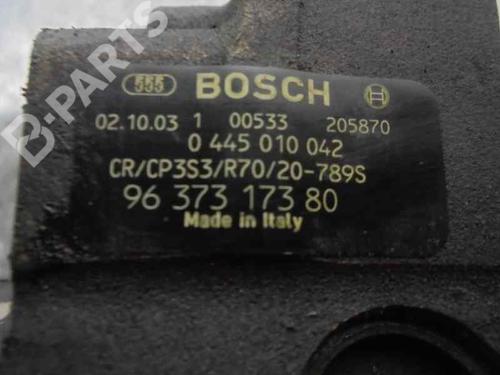 B-PARTS
555 BOSCH
02.10.03 1 00533 205870
0 445 010 042
CR/CP3S3/R70/20-789S
96 373 173 80
Made in Italy
B-PARTS